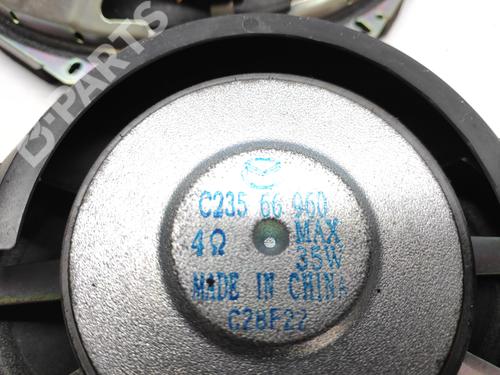 B-PARTS
C235 66 960
4Ω MAX
35W
MADE IN CHINA
C28F22